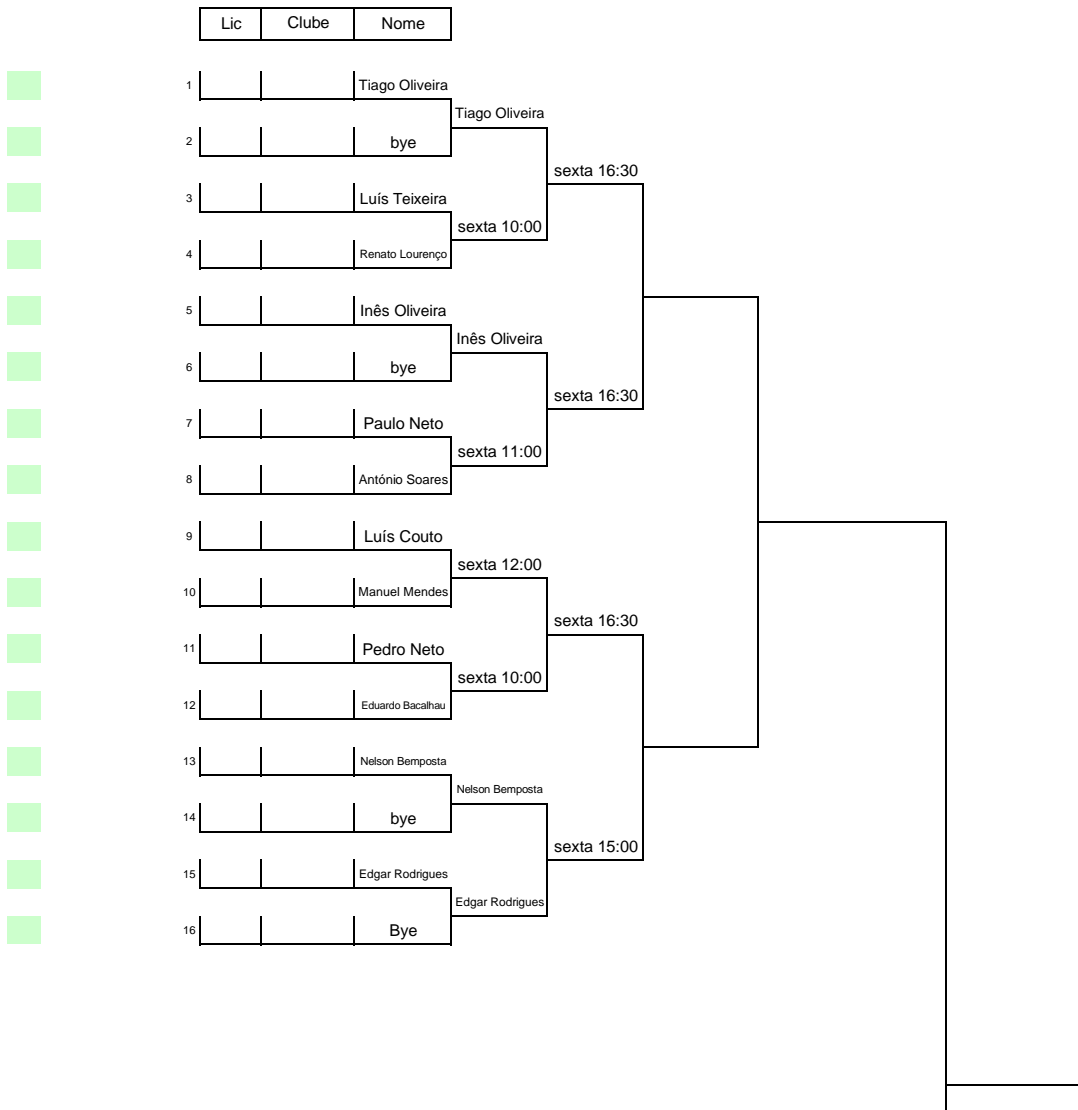 Lic Clube Nome
1 Tiago Oliveira
Tiago Oliveira
2 bye
sexta 16:30
3 Luís Teixeira
sexta 10:00
4 Renato Lourenço
5 Inês Oliveira
Inês Oliveira
6 bye
sexta 16:30
7 Paulo Neto
sexta 11:00
8 António Soares
9 Luís Couto
sexta 12:00
10 Manuel Mendes
sexta 16:30
11 Pedro Neto
sexta 10:00
12 Eduardo Bacalhau
13 Nelson Bemposta
Nelson Bemposta
14 bye
sexta 15:00
15 Edgar Rodrigues
Edgar Rodrigues
16 Bye